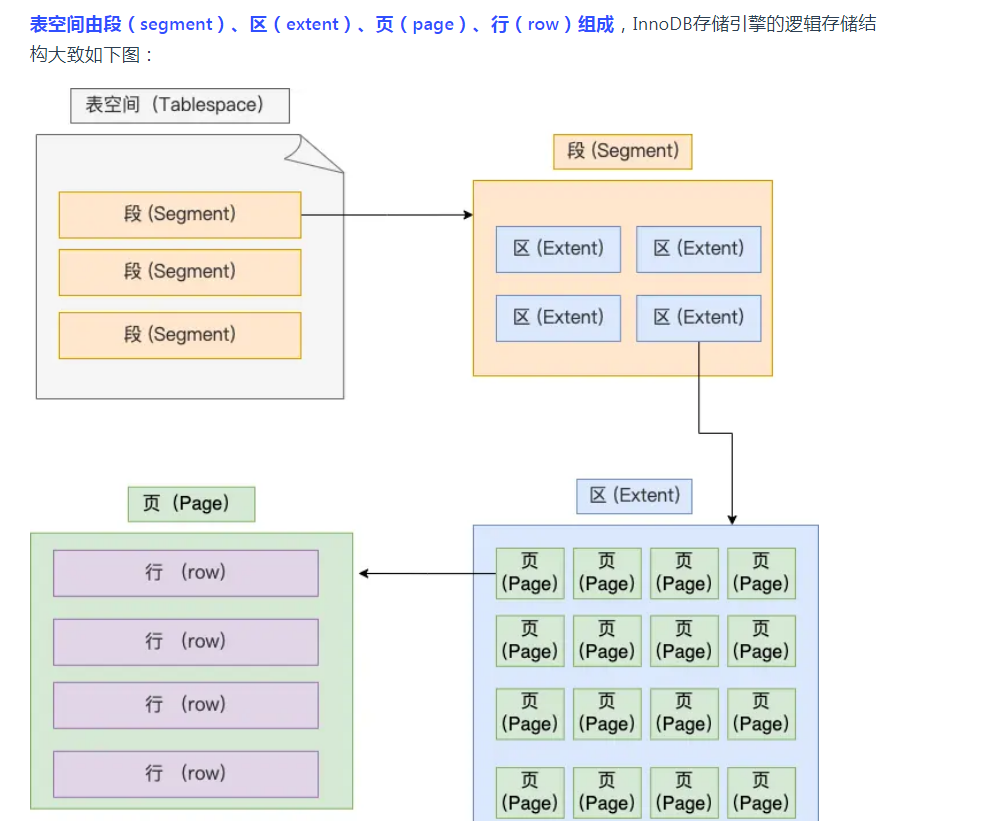 表空间由段（segment）、区（extent）、页（page）、行（row）组成，InnoDB存储引擎的逻辑存储结
构大致如下图：
表空间（Tablespace）
段 (Segment)
段 (Segment)
段 (Segment)
段 (Segment)
区 (Extent)
区 (Extent)
区 (Extent)
区 (Extent)
区 (Extent)
页
(Page)
页
(Page)
页
(Page)
页
(Page)
页
(Page)
页
(Page)
页
(Page)
页
(Page)
页
(Page)
页
(Page)
页
(Page)
页
(Page)
页
(Page)
页
(Page)
页
(Page)
页
(Page)
页（Page）
行 （row）
行 （row）
行 （row）
行 （row）